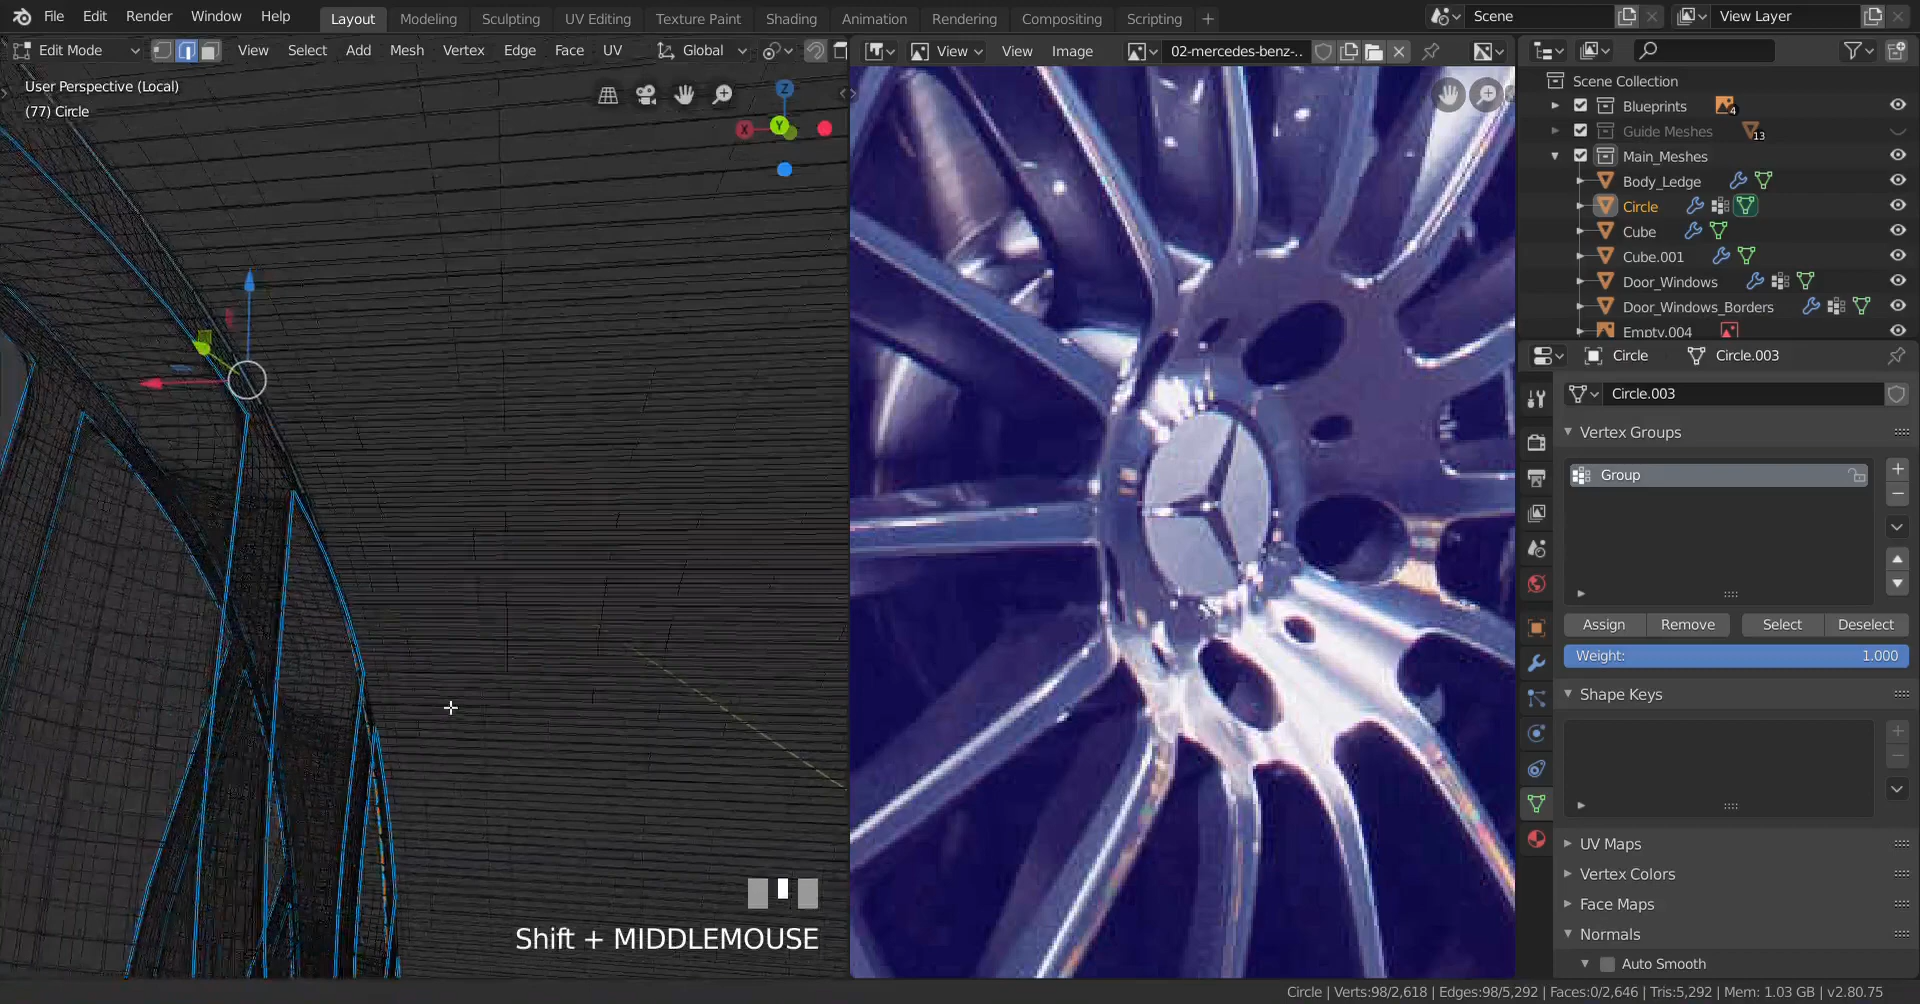 File Edit Render Window Help Layout Modeling Sculpting UV Editing Texture Paint Shading Animation Rendering Compositing Scripting + Scene View Layer
Edit Mode View Select Add Mesh Vertex Edge Face UV Global View View Image 02-mercedes-benz-..
User Perspective (Local)
(77) Circle
Z
X
Y
Scene Collection
Blueprints 4
Guide Meshes 13
Main_Meshes
Body_Ledge
Circle
Cube
Cube.001
Door_Windows
Door_Windows_Borders
Empty.004
Circle Circle.003
Circle.003
Vertex Groups
Group
Assign Remove Select Deselect
Weight: 1.000
Shape Keys
UV Maps
Vertex Colors
Face Maps
Normals
Auto Smooth
Shift + MIDDLEMOUSE
Circle | Verts:98/2,618 | Edges:98/5,292 | Faces:0/2,646 | Tris:5,292 | Mem: 1.03 GB | v2.80.75